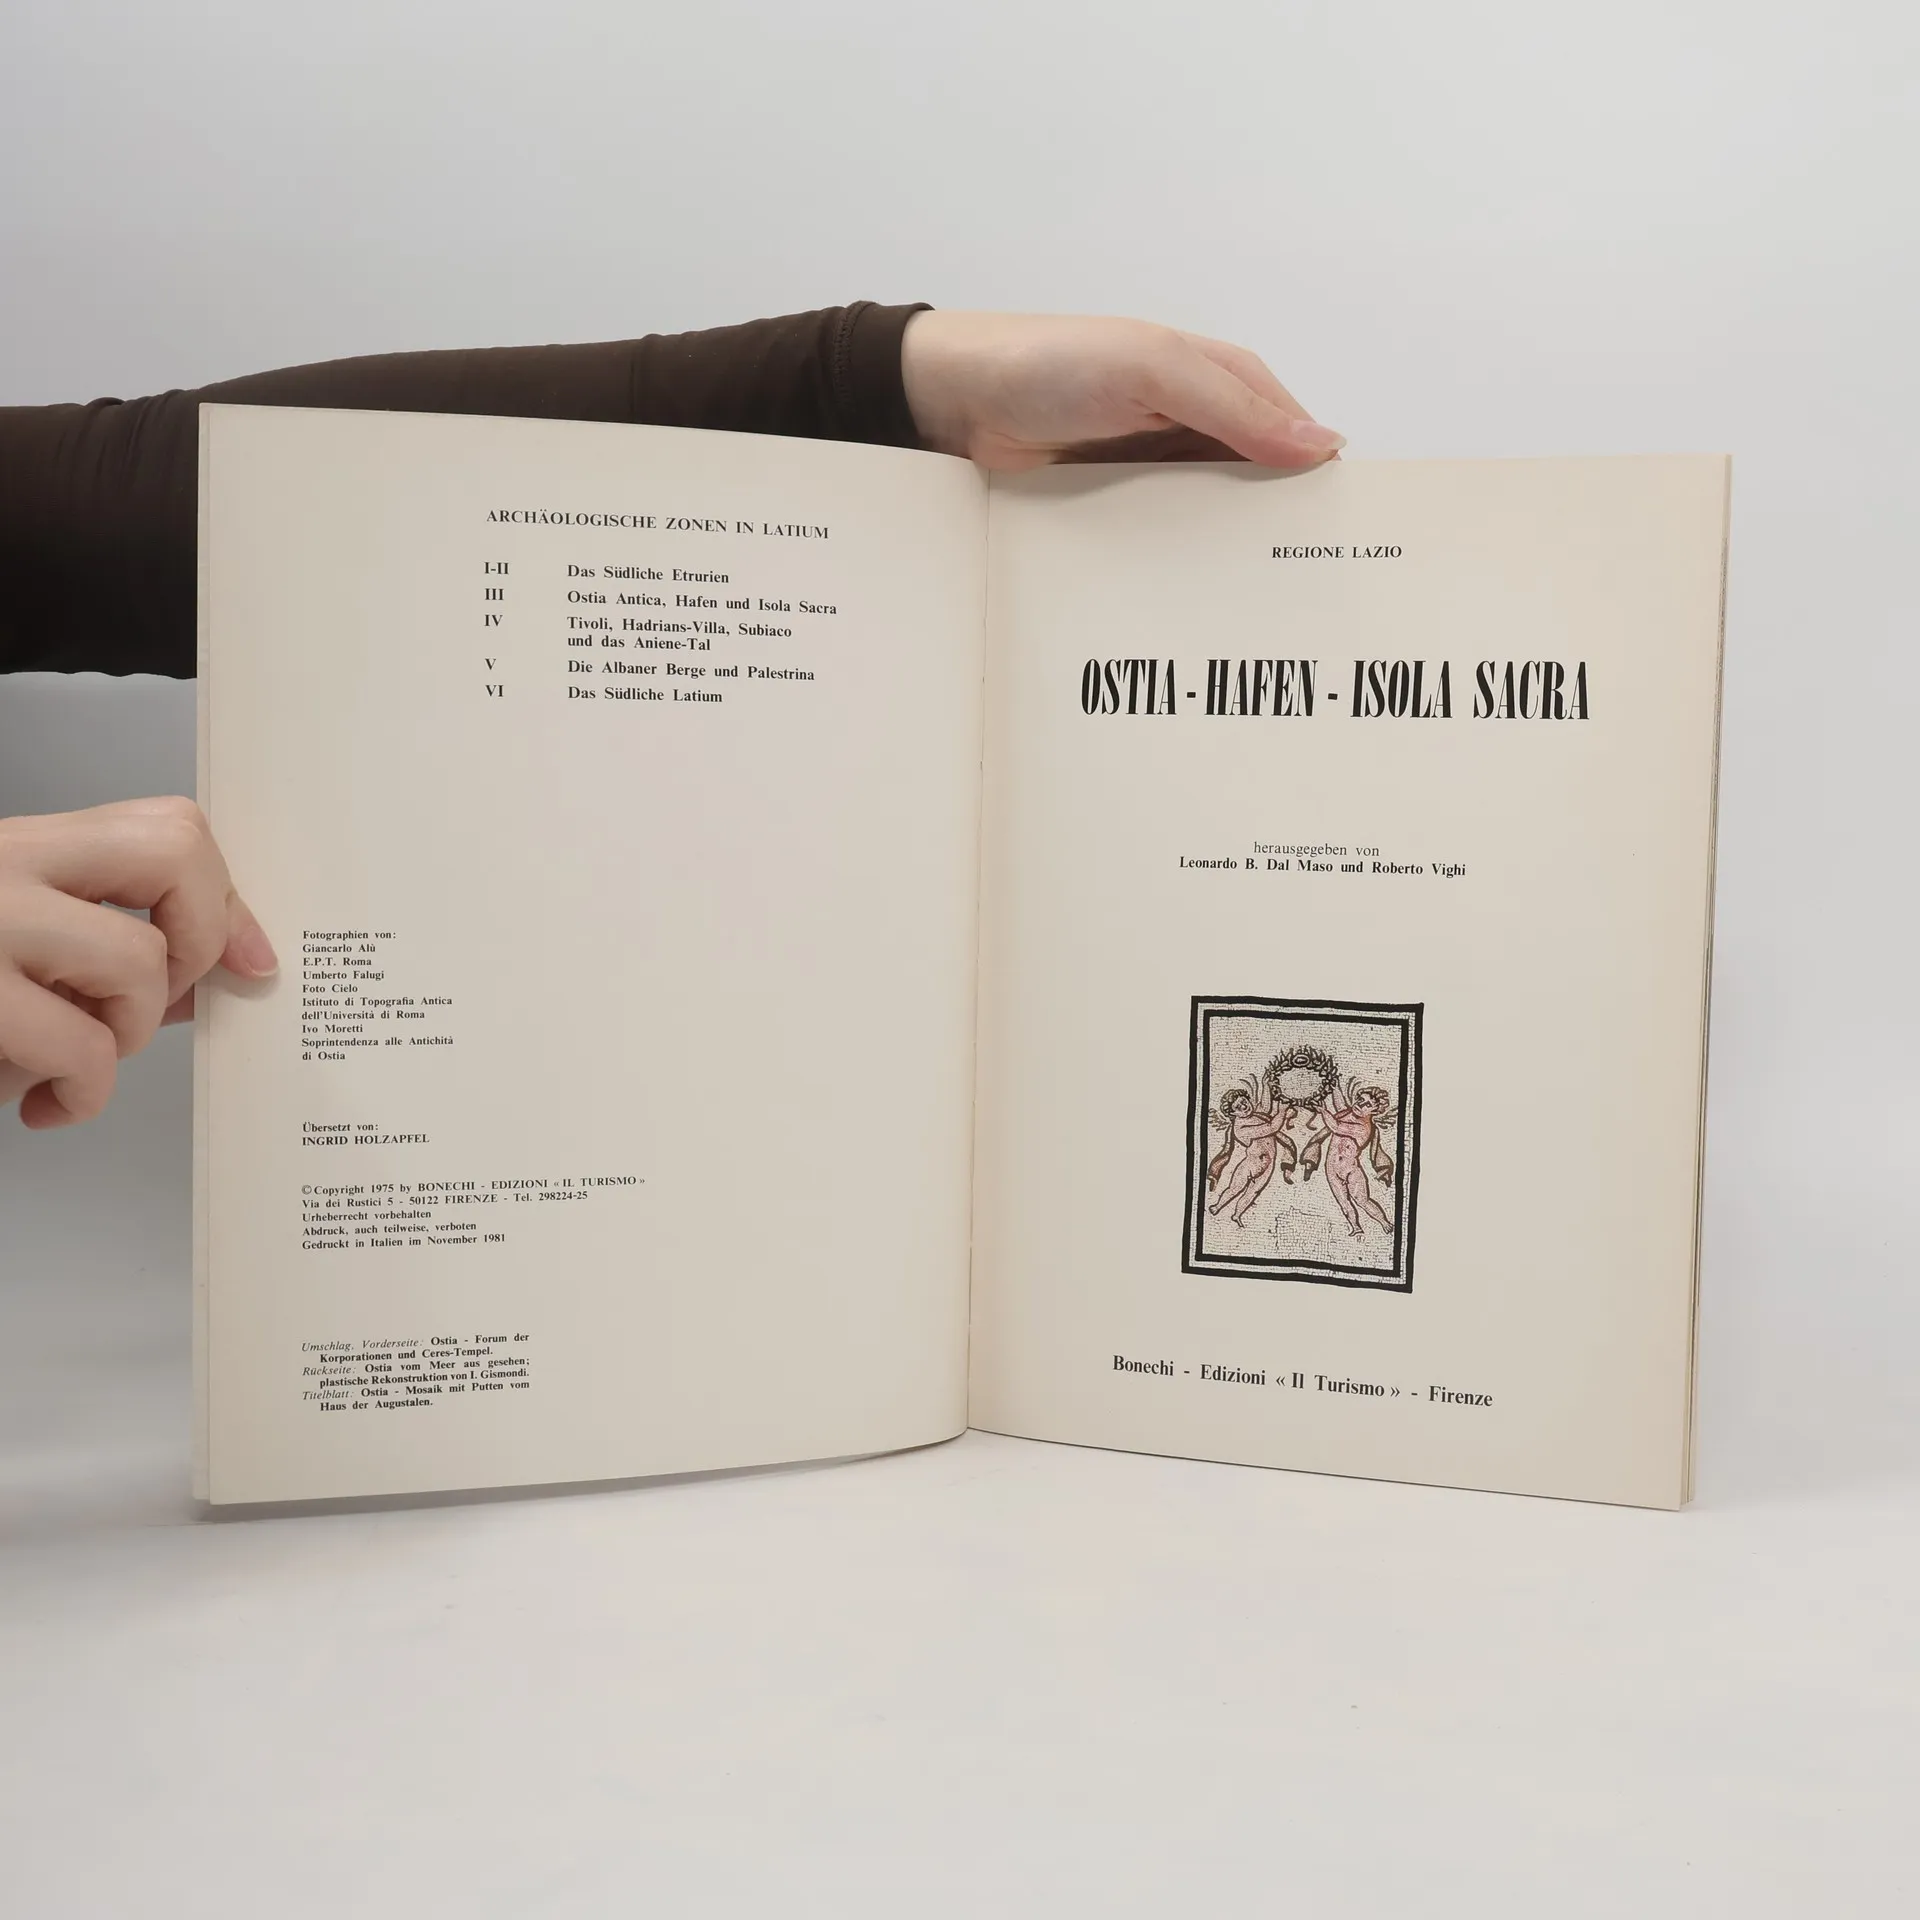 ARCHÄOLOGISCHE ZONEN IN LATIUM
I-II Das Südliche Etrurien
III Ostia Antica, Hafen und Isola Sacra
IV Tivoli, Hadrians-Villa, Subiaco
und das Aniene-Tal
V Die Albaner Berge und Palestrina
VI Das Südliche Latium
Fotographien von:
Giancarlo Alù
E.P.T. Roma
Umberto Falugi
Foto Cielo
Istituto di Topografia Antica
dell'Università di Roma
Ivo Moretti
Soprintendenza alle Antichità
di Ostia
Übersetzt von:
INGRID HOLZAPFEL
© Copyright 1975 by BONECHI - EDIZIONI « IL TURISMO »
Via dei Rustici 5 - 50122 FIRENZE - Tel. 298224-25
Urheberrecht vorbehalten
Abdruck, auch teilweise, verboten
Gedruckt in Italien im November 1981
Umschlag, Vorderseite: Ostia - Forum der
Korporationen und Ceres-Tempel.
Rückseite: Ostia vom Meer aus gesehen;
plastische Rekonstruktion von I. Gismondi.
Titelblatt: Ostia - Mosaik mit Putten vom
Haus der Augustalen.
REGIONE LAZIO
OSTIA - HAFEN - ISOLA SACRA
herausgegeben von
Leonardo B. Dal Maso und Roberto Vighi
Bonechi - Edizioni « Il Turismo » - Firenze